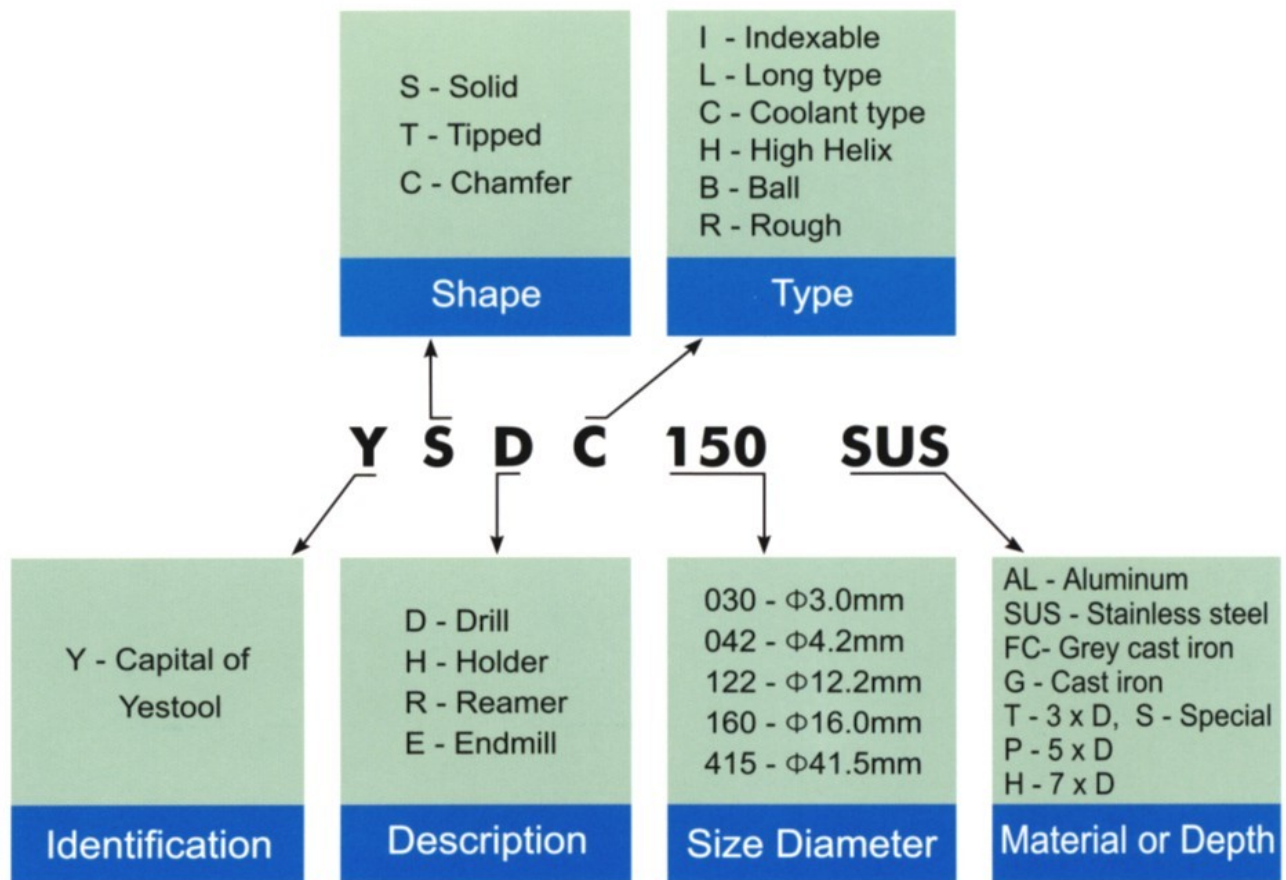 S - Solid
T - Tipped
C - Chamfer
Shape
I - Indexable
L - Long type
C - Coolant type
H - High Helix
B - Ball
R - Rough
Type
Y S D C 150 SUS
Y - Capital of
Yestool
Identification
D - Drill
H - Holder
R - Reamer
E - Endmill
Description
030 - Φ3.0mm
042 - Φ4.2mm
122 - Φ12.2mm
160 - Φ16.0mm
415 - Φ41.5mm
Size Diameter
AL - Aluminum
SUS - Stainless steel
FC- Grey cast iron
G - Cast iron
T - 3 x D, S - Special
P - 5 x D
H - 7 x D
Material or Depth